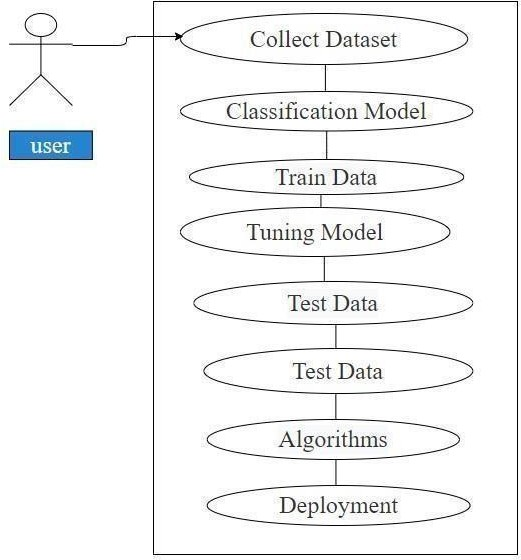 Collect Dataset
Classification Model
user
Train Data
Tuning Model
Test Data
Test Data
Algorithms
Deployment